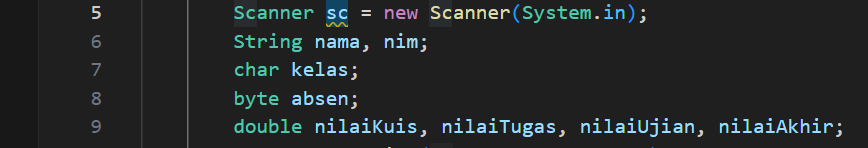 5 Scanner sc = new Scanner(System.in);
6 String nama, nim;
7 char kelas;
8 byte absen;
9 double nilaiKuis, nilaiTugas, nilaiUjian, nilaiAkhir;